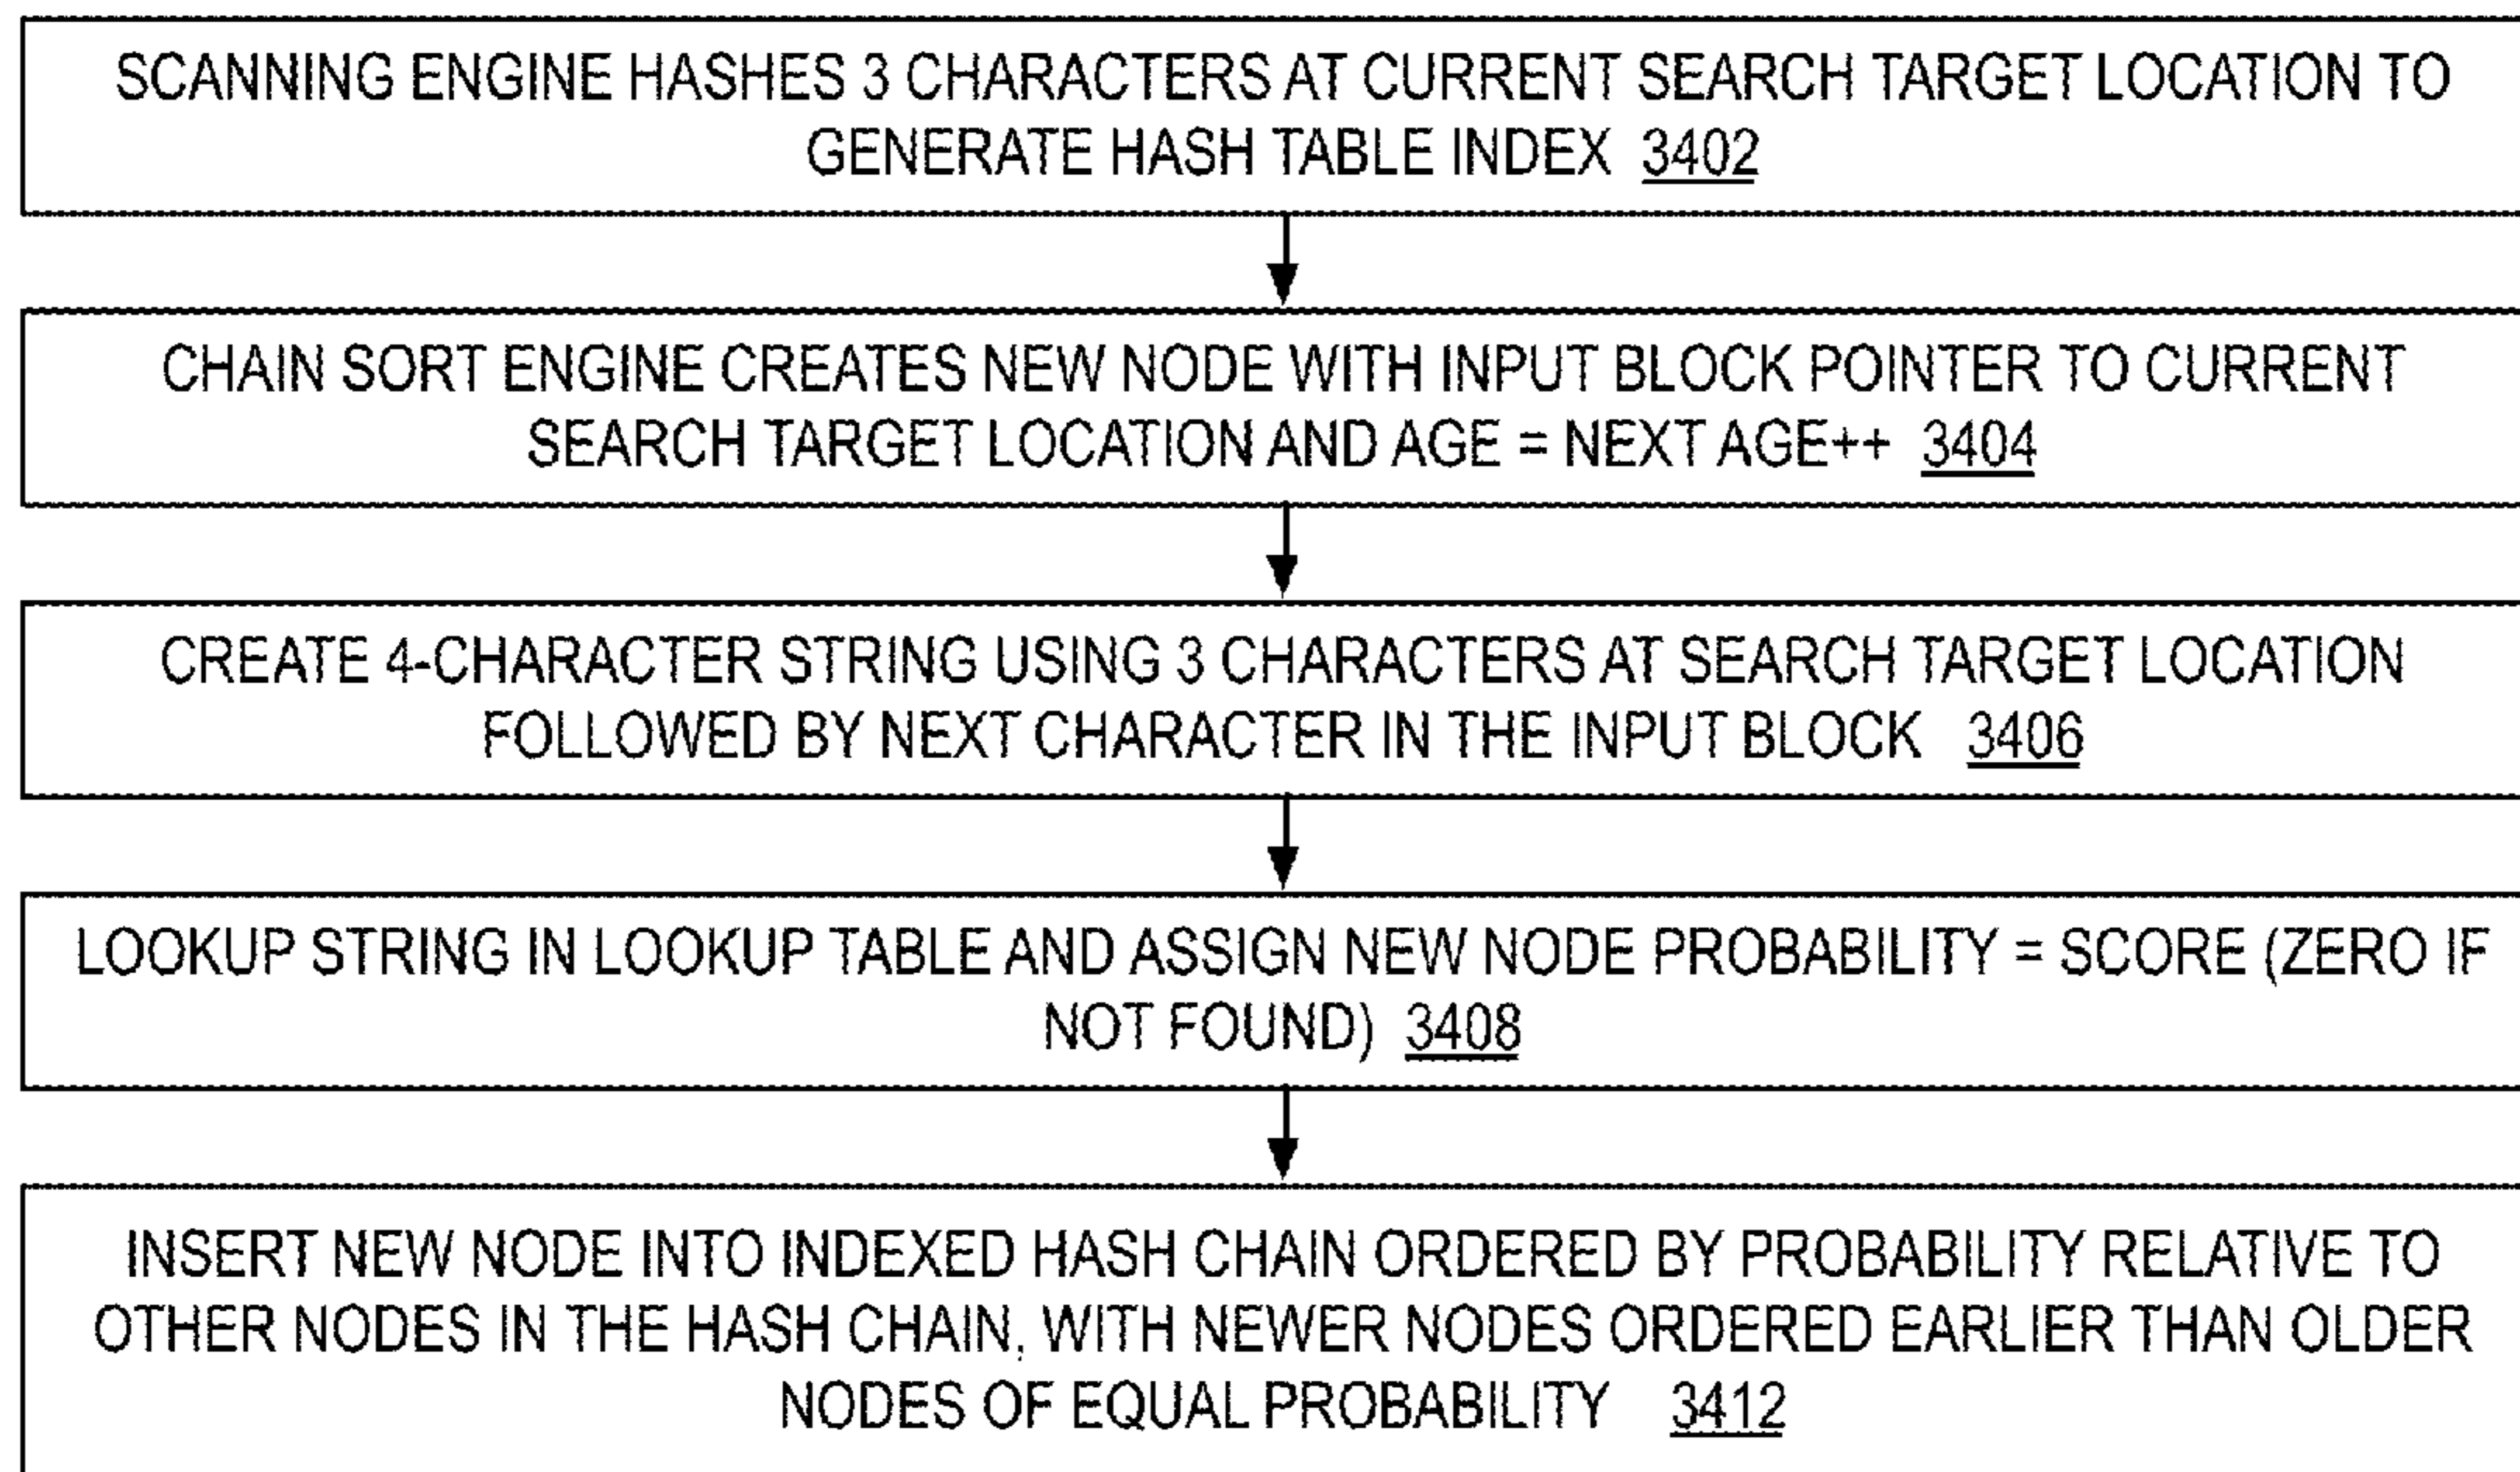 SCANNING ENGINE HASHES 3 CHARACTERS AT CURRENT SEARCH TARGET LOCATION TO
GENERATE HASH TABLE INDEX 3402
CHAIN SORT ENGINE CREATES NEW NODE WITH INPUT BLOCK POINTER TO CURRENT
SEARCH TARGET LOCATION AND AGE = NEXT AGE++ 3404
CREATE 4-CHARACTER STRING USING 3 CHARACTERS AT SEARCH TARGET LOCATION
FOLLOWED BY NEXT CHARACTER IN THE INPUT BLOCK 3406
LOOKUP STRING IN LOOKUP TABLE AND ASSIGN NEW NODE PROBABILITY = SCORE (ZERO IF
NOT FOUND) 3408
INSERT NEW NODE INTO INDEXED HASH CHAIN ORDERED BY PROBABILITY RELATIVE TO
OTHER NODES IN THE HASH CHAIN, WITH NEWER NODES ORDERED EARLIER THAN OLDER
NODES OF EQUAL PROBABILITY 3412